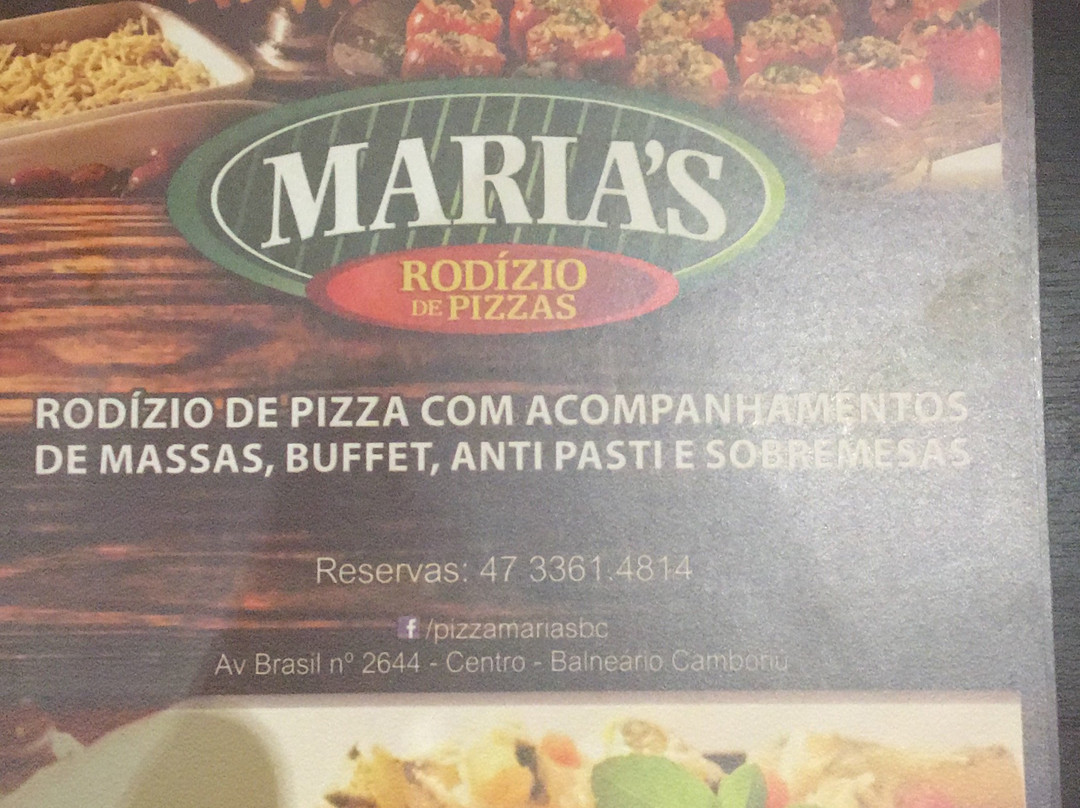 MARIA'S
RODÍZIO
DE PIZZAS
RODÍZIO DE PIZZA COM ACOMPANHAMENTOS
DE MASSAS, BUFFET, ANTI PASTI E SOBREMESAS
Reservas: 47 3361.4814
f /pizzamariasbc
Av Brasil nº 2644 - Centro - Balneário Camboriú